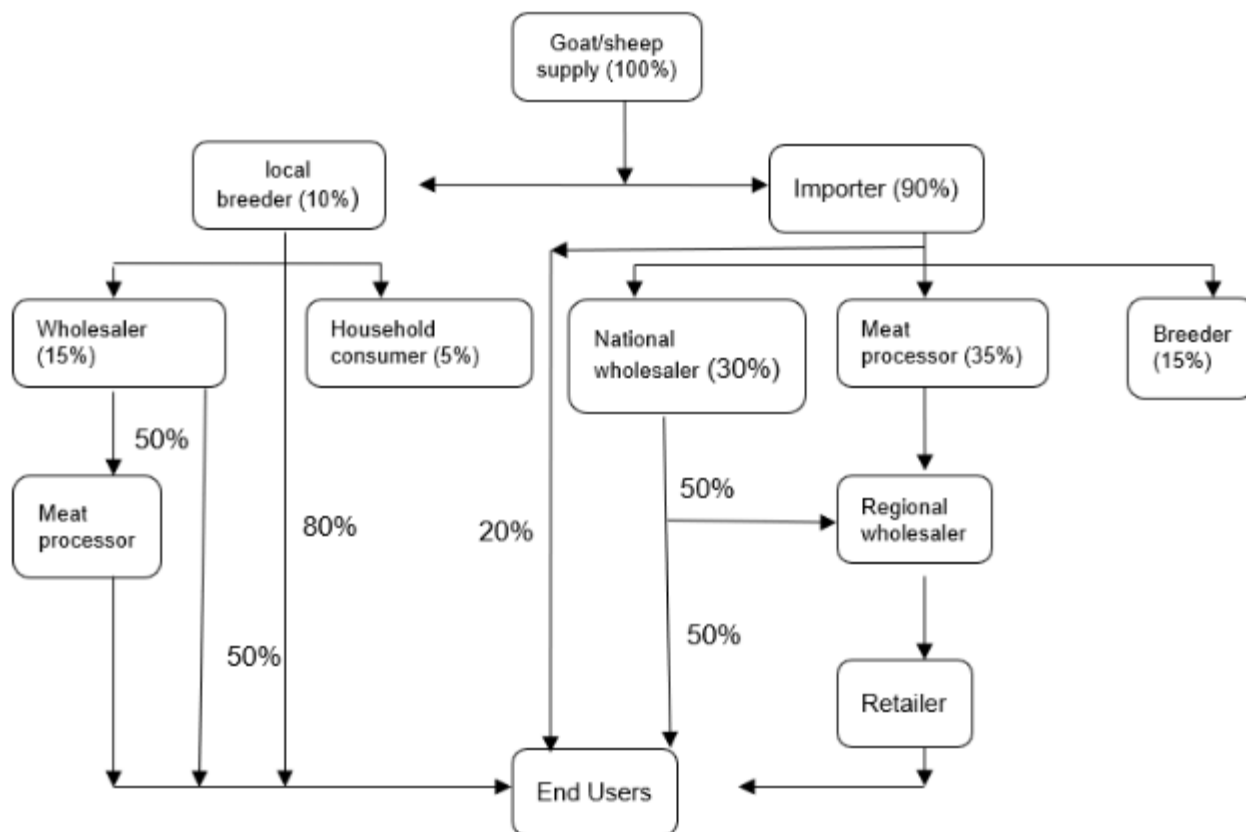 Goat/sheep
supply (100%)
local
breeder (10%)
Importer (90%)
Wholesaler
(15%)
Household
consumer (5%)
National
wholesaler (30%)
Meat
processor (35%)
Breeder
(15%)
50%
Meat
processor
80%
20%
50%
Regional
wholesaler
50%
50%
Retailer
End Users